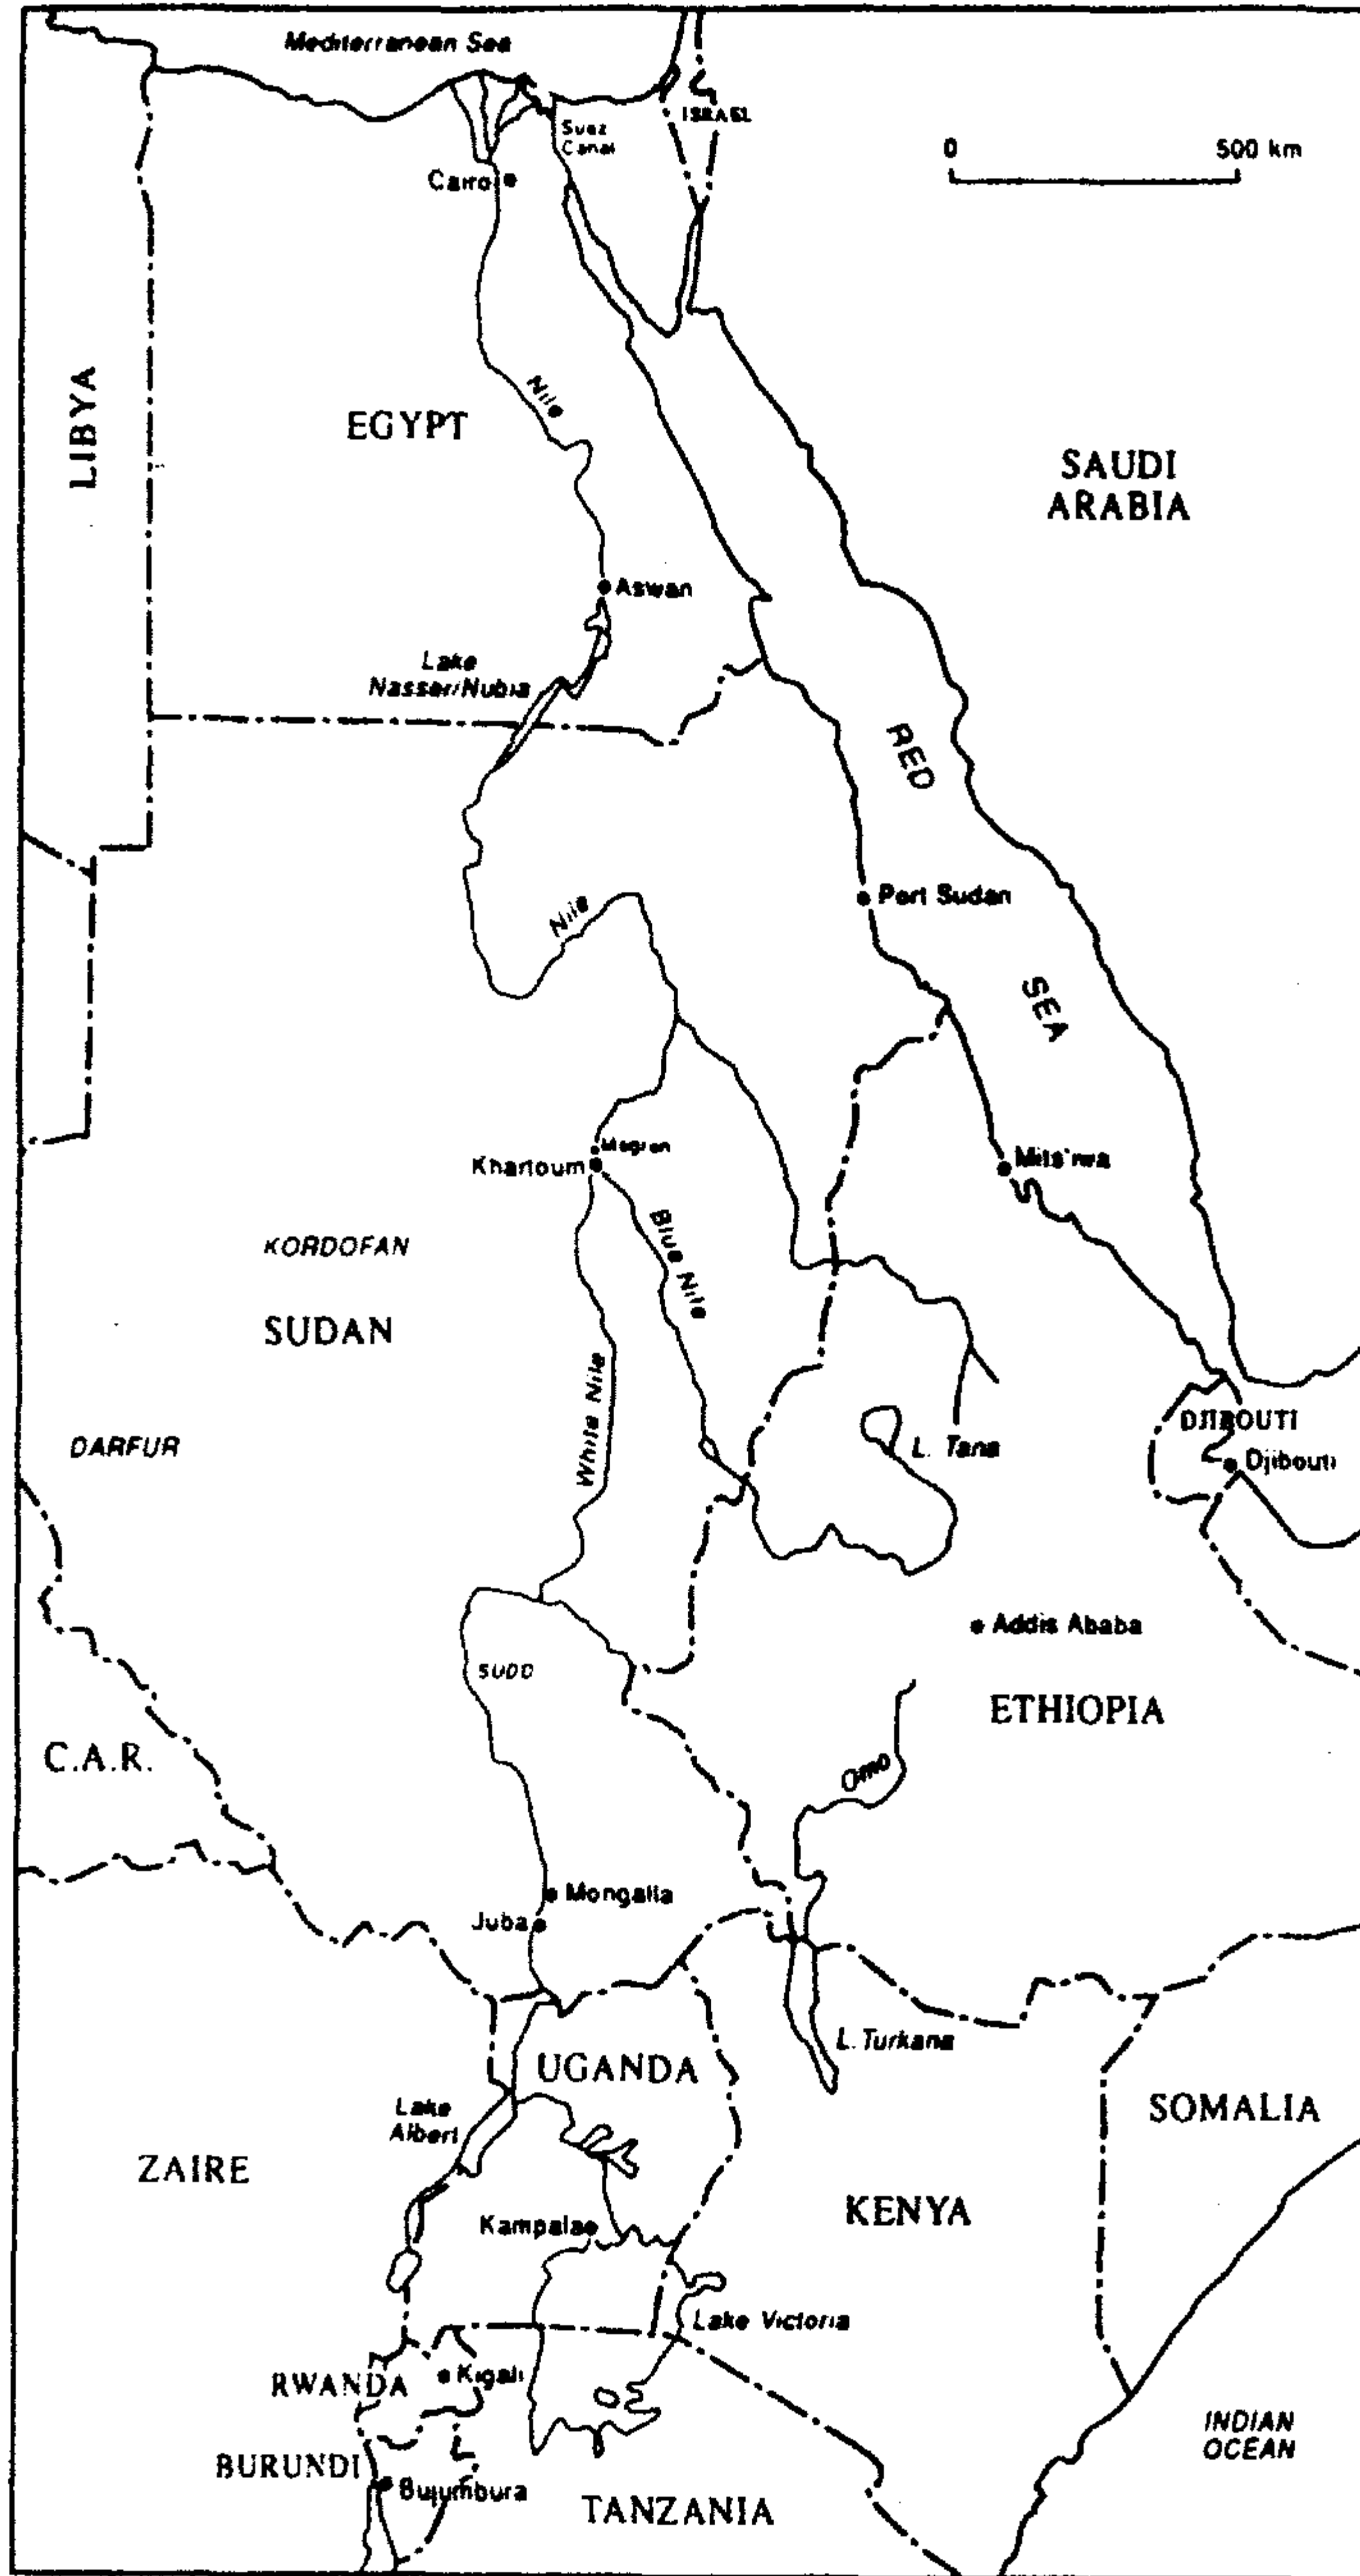 Mediterranean Sea
ISRAEL
Suez
Canal
0 500 km
Cairo
LIBYA
Nile
EGYPT
SAUDI
ARABIA
Aswan
Lake
Nasser/Nubia
RED
SEA
Port Sudan
Nile
Mogran
Khartoum
Mits'iwa
Blue Nile
KORDOFAN
SUDAN
White Nile
DARFUR
L. Tana
DJIBOUTI
Djibouti
Addis Ababa
SUDD
ETHIOPIA
C.A.R.
Omo
Mongalla
Juba
L. Turkana
UGANDA
Lake
Albert
SOMALIA
ZAIRE
KENYA
Kampala
Lake Victoria
RWANDA
Kigali
INDIAN
OCEAN
BURUNDI
Bujumbura
TANZANIA